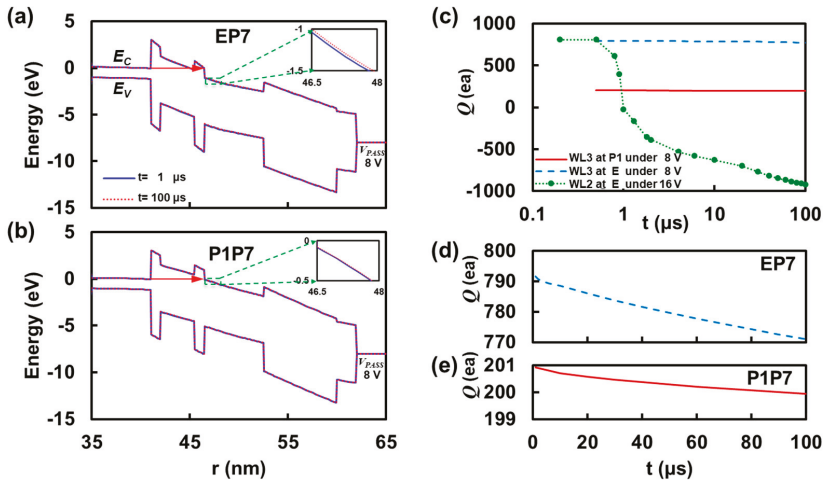 (a)
EP7
5
0
-5
-10
-15
Energy (eV)
E_C
E_V
t= 1 µs
t= 100 µs
-1
-1.5
46.5
48
V_PASS
8 V
(b)
P1P7
5
0
-5
-10
-15
Energy (eV)
0
-0.5
46.5
48
V_PASS
8 V
35
45
55
65
r (nm)
(c)
1000
500
0
-500
-1000
Q (ea)
WL3 at P1 under 8 V
WL3 at E under 8 V
WL2 at E under 16 V
0.1
1
10
100
t (µs)
(d)
EP7
800
790
780
770
Q (ea)
(e)
P1P7
201
200
199
Q (ea)
0
20
40
60
80
100
t (µs)